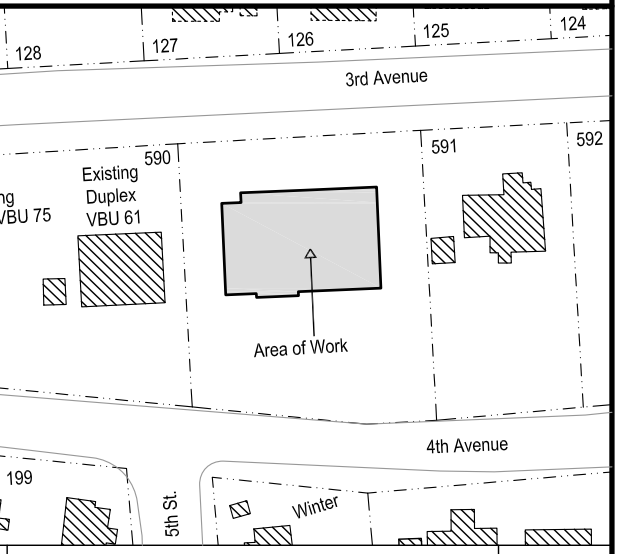 128
127
126
125
124
3rd Avenue
590
591
592
Existing
Duplex
VBU 61
ng
VBU 75
Area of Work
4th Avenue
199
5th St.
Winter